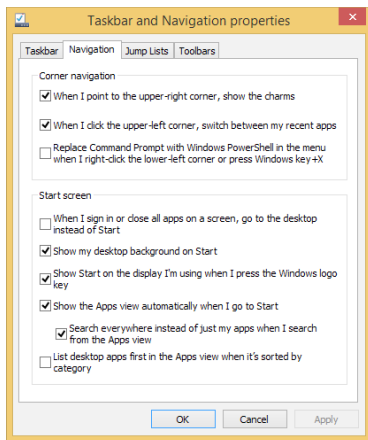 Taskbar and Navigation properties
Taskbar Navigation Jump Lists Toolbars
Corner navigation
When I point to the upper-right corner, show the charms
When I click the upper-left corner, switch between my recent apps
Replace Command Prompt with Windows PowerShell in the menu
when I right-click the lower-left corner or press Windows key+X
Start screen
When I sign in or close all apps on a screen, go to the desktop
instead of Start
Show my desktop background on Start
Show Start on the display I'm using when I press the Windows logo
key
Show the Apps view automatically when I go to Start
Search everywhere instead of just my apps when I search
from the Apps view
List desktop apps first in the Apps view when it's sorted by
category
OK Cancel Apply